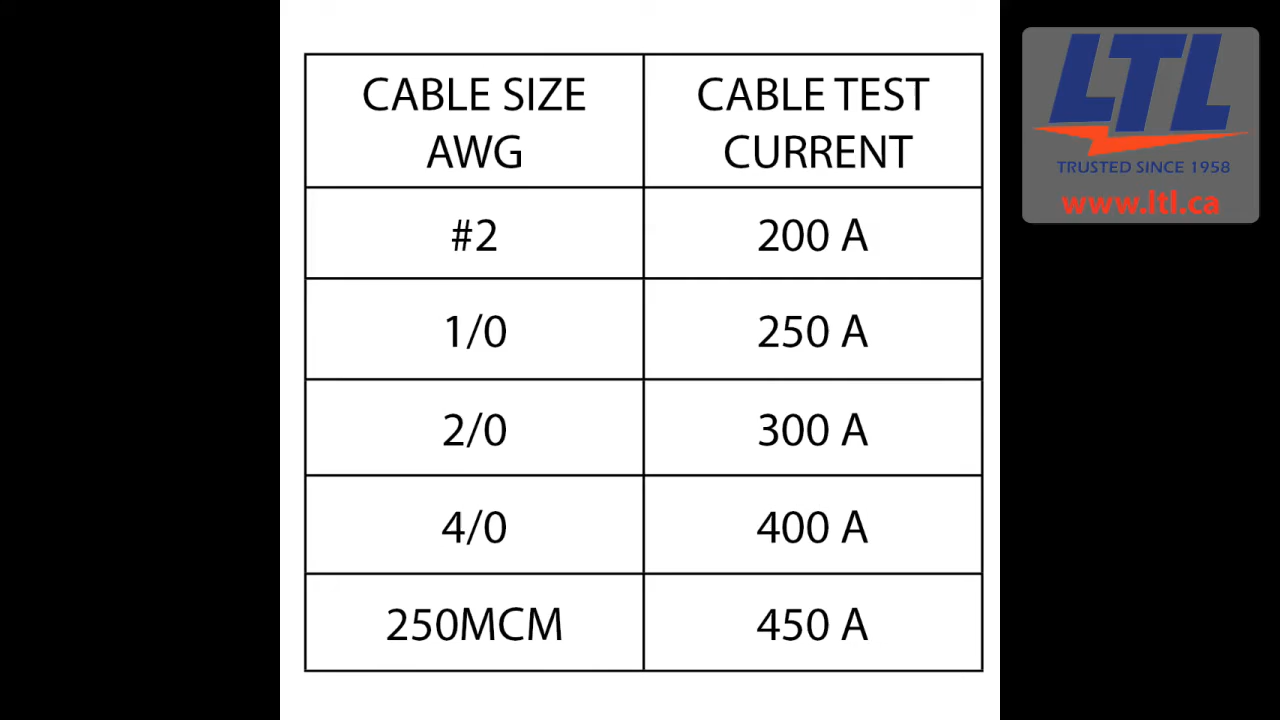 CABLE SIZE
AWG
CABLE TEST
CURRENT
#2
200 A
1/0
250 A
2/0
300 A
4/0
400 A
250MCM
450 A
LTL
TRUSTED SINCE 1958
www.ltl.ca